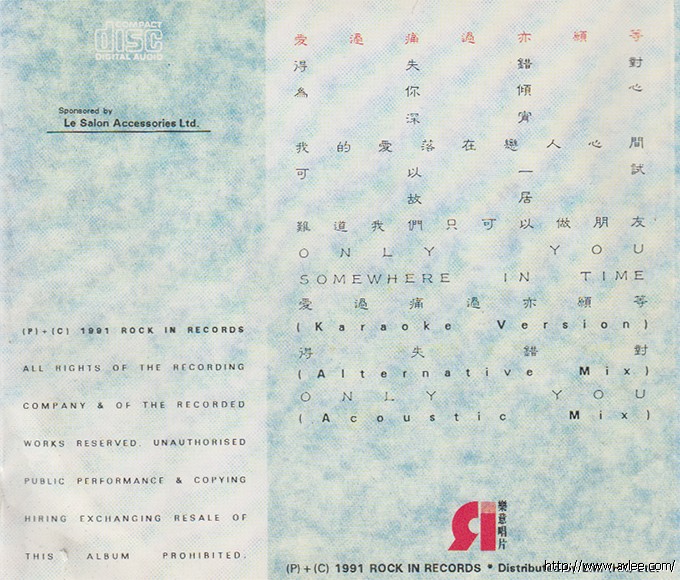 COMPACT
disc
DIGITAL AUDIO
Sponsored by
Le Salon Accessories Ltd.
愛過痛過亦願等
得失錯對
為你傾心
深宵
我的愛落在戀人心間
可以一試
故居
難道我們只可以做朋友
ONLY YOU
SOMEWHERE IN TIME
愛過痛過亦願等
(Karaoke Version)
得失錯對
(Alternative Mix)
ONLY YOU
(Acoustic Mix)
(P)+(C) 1991 ROCK IN RECORDS
ALL RIGHTS OF THE RECORDING
COMPANY & OF THE RECORDED
WORKS RESERVED. UNAUTHORISED
PUBLIC PERFORMANCE & COPYING
HIRING EXCHANGING RESALE OF
THIS ALBUM PROHIBITED.
樂意唱片
(P)+(C) 1991 ROCK IN RECORDS • Distribut
http://www.avlee.com/